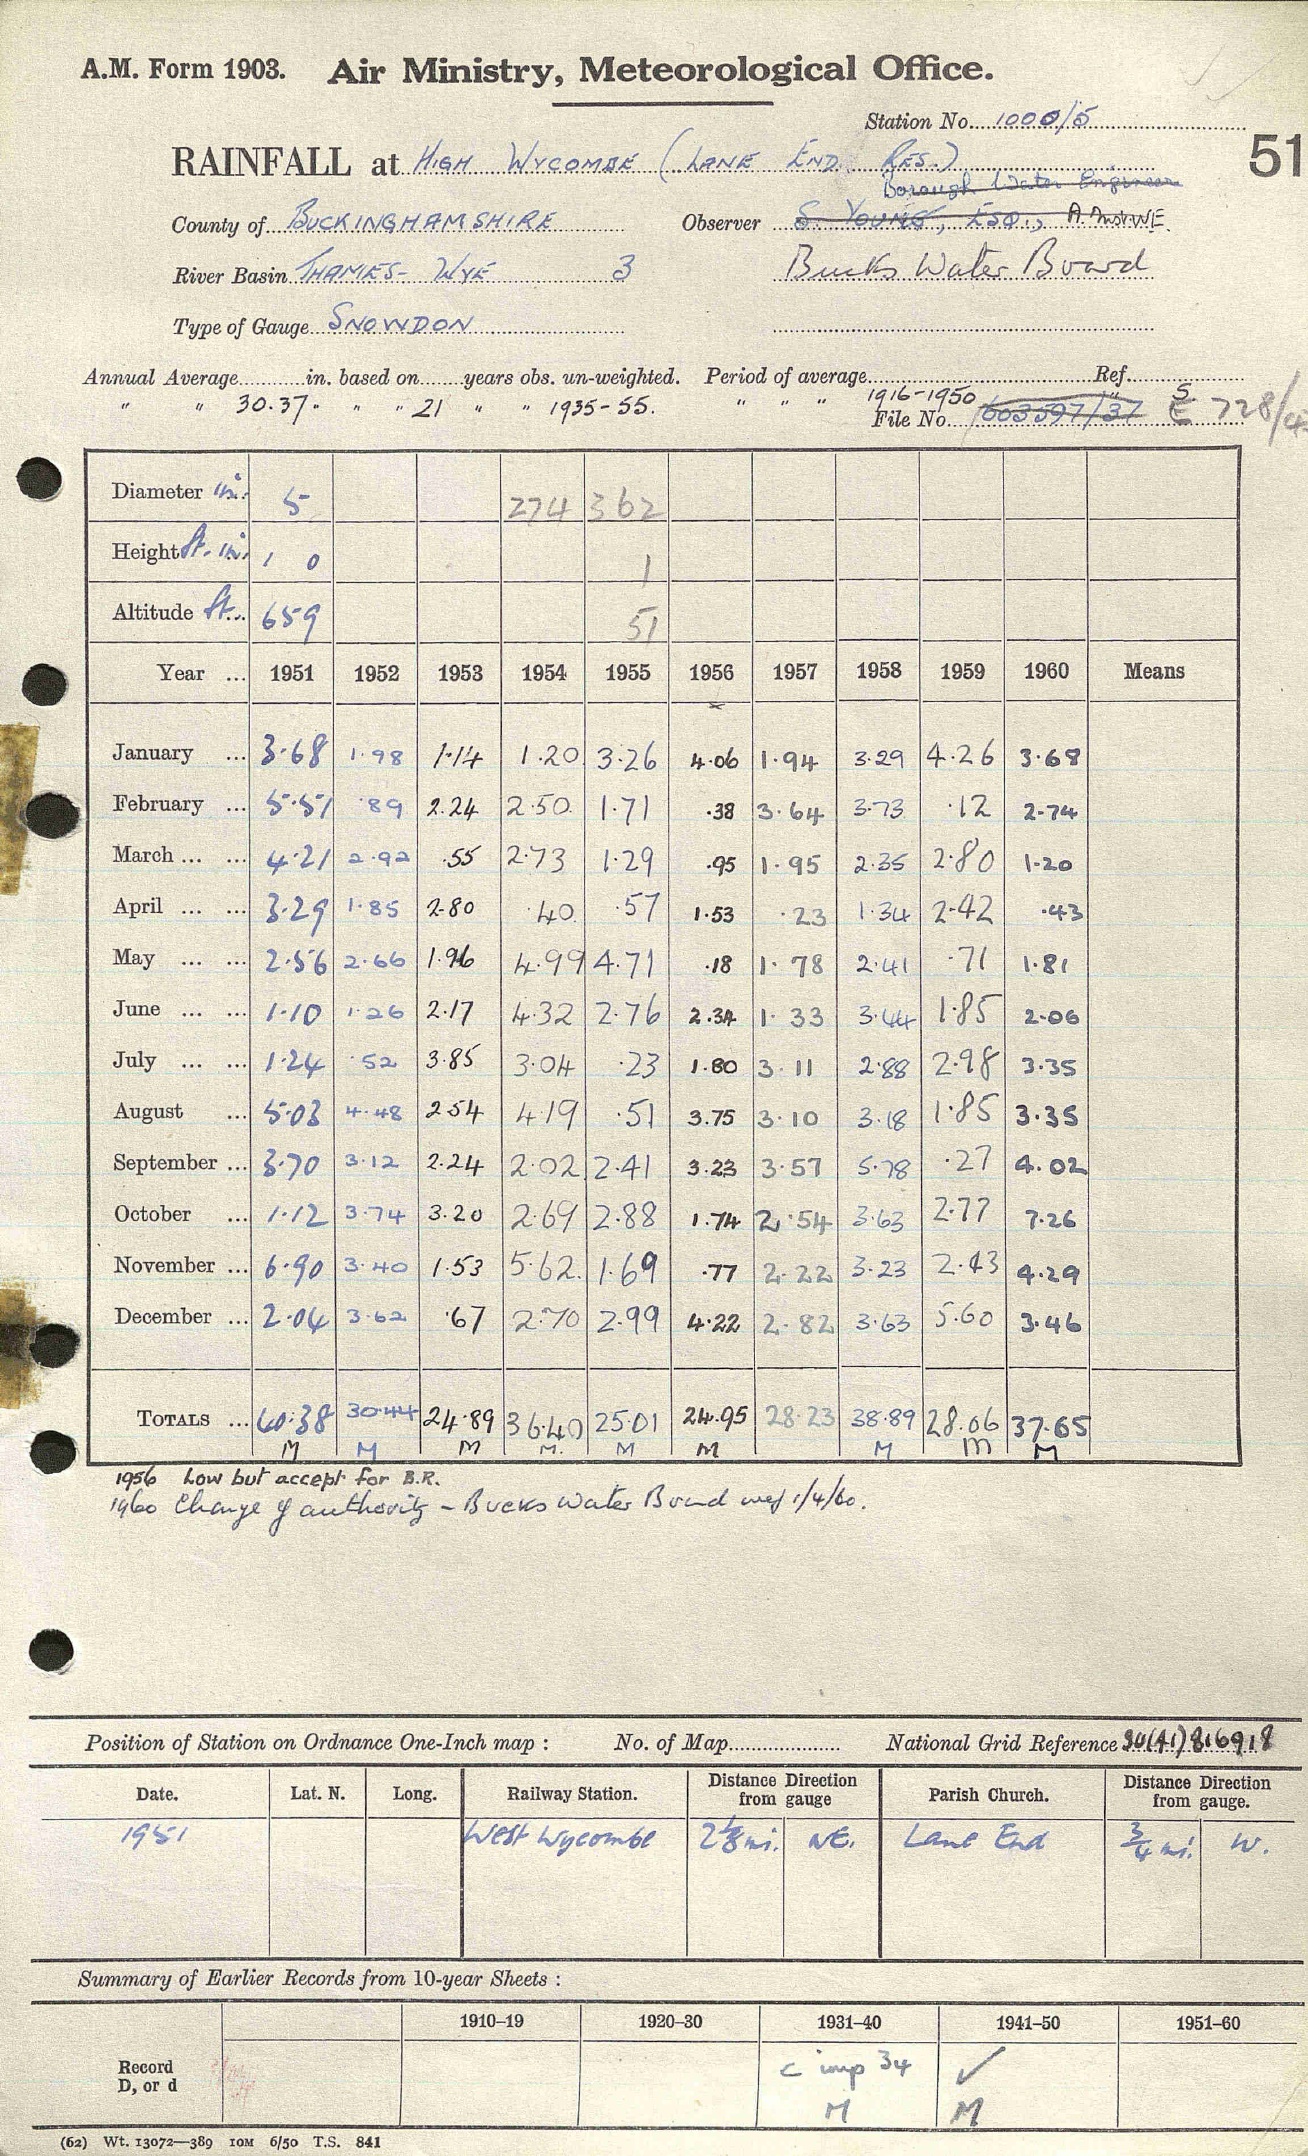 A.M. Form 1903. Air Ministry, Meteorological Office.
Station No. 1000/5
RAINFALL at HIGH WYCOMBE (LANE END RES.) 51
Borough Water Engineer
County of BUCKINGHAMSHIRE Observer S. YOUNG, ESQ., A.Inst.W.E.
River Basin THAMES-WYE 3 Bucks Water Board
Type of Gauge SNOWDON
Annual Average in. based on years obs. un-weighted. Period of average Ref.
" " 30.37" " " 21 " " 1935-55. " " " 1916-1950
File No. 603597/37 S 728/
Diameter in. 5 274 362
Height ft. in. 1 0 1
Altitude ft. 659 51
Year ... 1951 1952 1953 1954 1955 1956 1957 1958 1959 1960 Means
x
January ... 3.68 1.98 1.14 1.20 3.26 4.06 1.94 3.29 4.26 3.68
February ... 5.51 .89 2.24 2.50 1.71 .38 3.64 3.73 .12 2.74
March ... ... 4.21 2.92 .55 2.73 1.29 .95 1.95 2.35 2.80 1.20
April ... ... 3.29 1.85 2.80 .40 .57 1.53 .23 1.34 2.42 .43
May ... ... 2.56 2.66 1.96 4.99 4.71 .18 1.78 2.41 .71 1.81
June ... ... 1.10 1.26 2.17 4.32 2.76 2.34 1.33 3.44 1.85 2.06
July ... ... 1.24 .52 3.85 3.04 .23 1.80 3.11 2.88 2.98 3.35
August ... 5.03 4.48 2.54 4.19 .51 3.75 3.10 3.18 1.85 3.35
September ... 3.70 3.12 2.24 2.02 2.41 3.23 3.57 5.78 .27 4.02
October ... 1.12 3.74 3.20 2.69 2.88 1.74 2.54 3.63 2.77 7.26
November ... 6.90 3.40 1.53 5.62 1.69 .77 2.22 3.23 2.43 4.29
December ... 2.04 3.62 .67 2.70 2.99 4.22 2.82 3.63 5.60 3.46
TOTALS ... 40.38 30.44 24.89 36.40 25.01 24.95 28.23 38.89 28.06 37.65
M M M M. M M M M M
1956 Low but accept for B.R.
1960 Change of authority - Bucks Water Board wef 1/4/60.
Position of Station on Ordnance One-Inch map : No. of Map National Grid Reference SU(41)816918
Date. Lat. N. Long. Railway Station. Distance Direction from gauge Parish Church. Distance Direction from gauge.
1951 West Wycombe 2⅛mi. NE. Lane End ¾ mi. W.
Summary of Earlier Records from 10-year Sheets :
1910–19 1920–30 1931–40 1941–50 1951–60
Record D, or d c imp 34 ✓
M M
(62) Wt. 13072—389 10M 6/50 T.S. 841